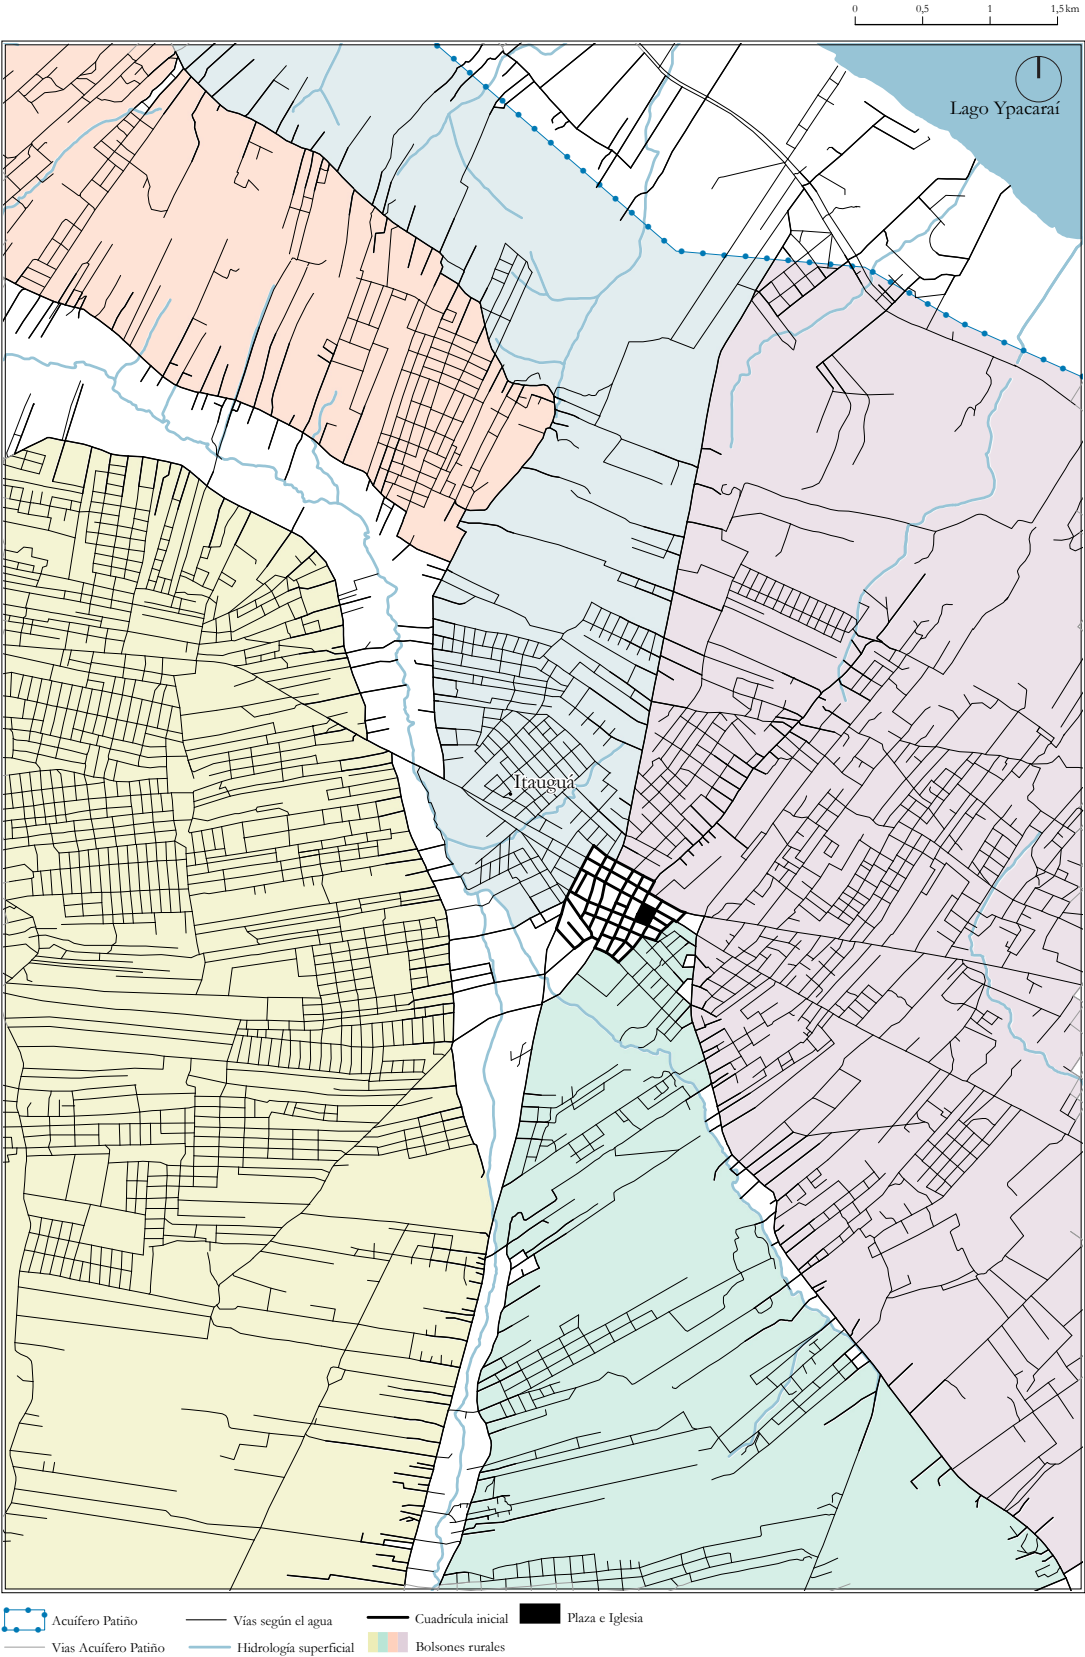 0 0,5 1 1,5 km
Lago Ypacaraí
Itauguá
Acuífero Patiño
Vías según el agua
Cuadrícula inicial
Plaza e Iglesia
Vias Acuífero Patiño
Hidrología superficial
Bolsones rurales